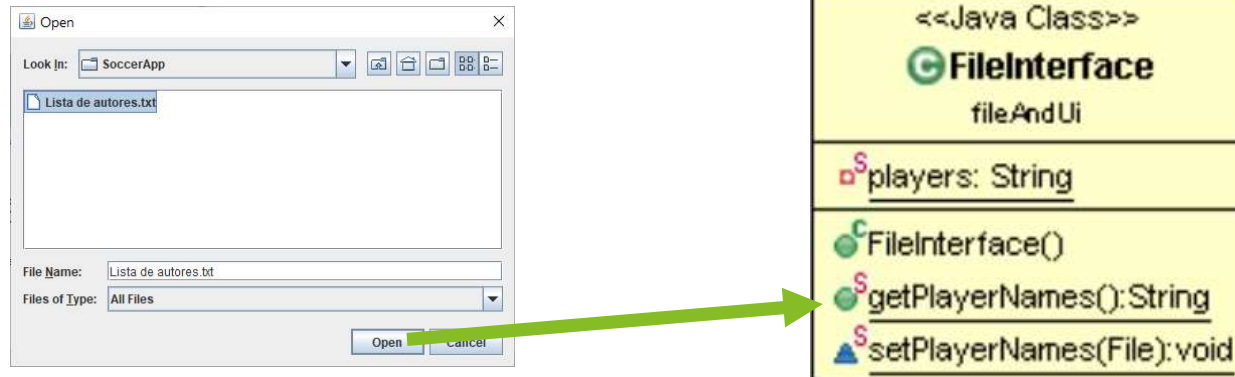 Open
Look In: SoccerApp
Lista de autores.txt
File Name: Lista de autores.txt
Files of Type: All Files
Open Cancel
<<Java Class>>
FileInterface
fileAndUi
players: String
FileInterface()
getPlayerNames():String
setPlayerNames(File):void